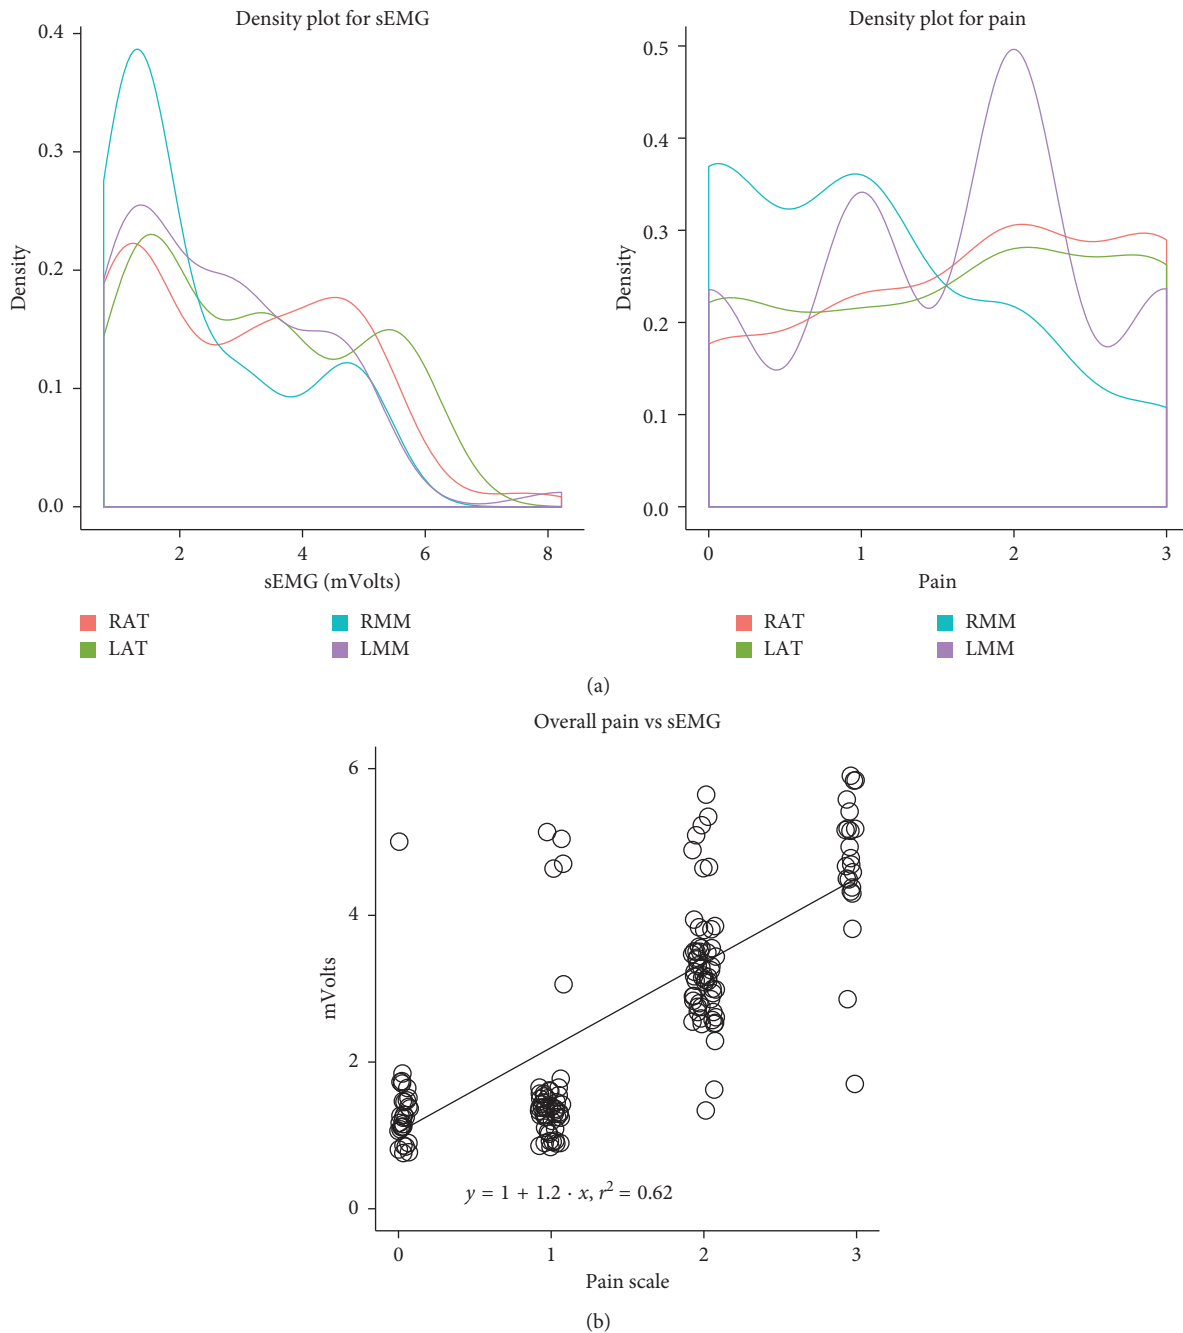 Density plot for sEMG
0.4
0.3
0.2
0.1
0.0
Density
2 4 6 8
sEMG (mVolts)
RAT RMM
LAT LMM
Density plot for pain
0.5
0.4
0.3
0.2
0.1
0.0
Density
0 1 2 3
Pain
RAT RMM
LAT LMM
(a)
Overall pain vs sEMG
6
4
2
0
mVolts
y = 1 + 1.2 · x, r² = 0.62
0 1 2 3
Pain scale
(b)